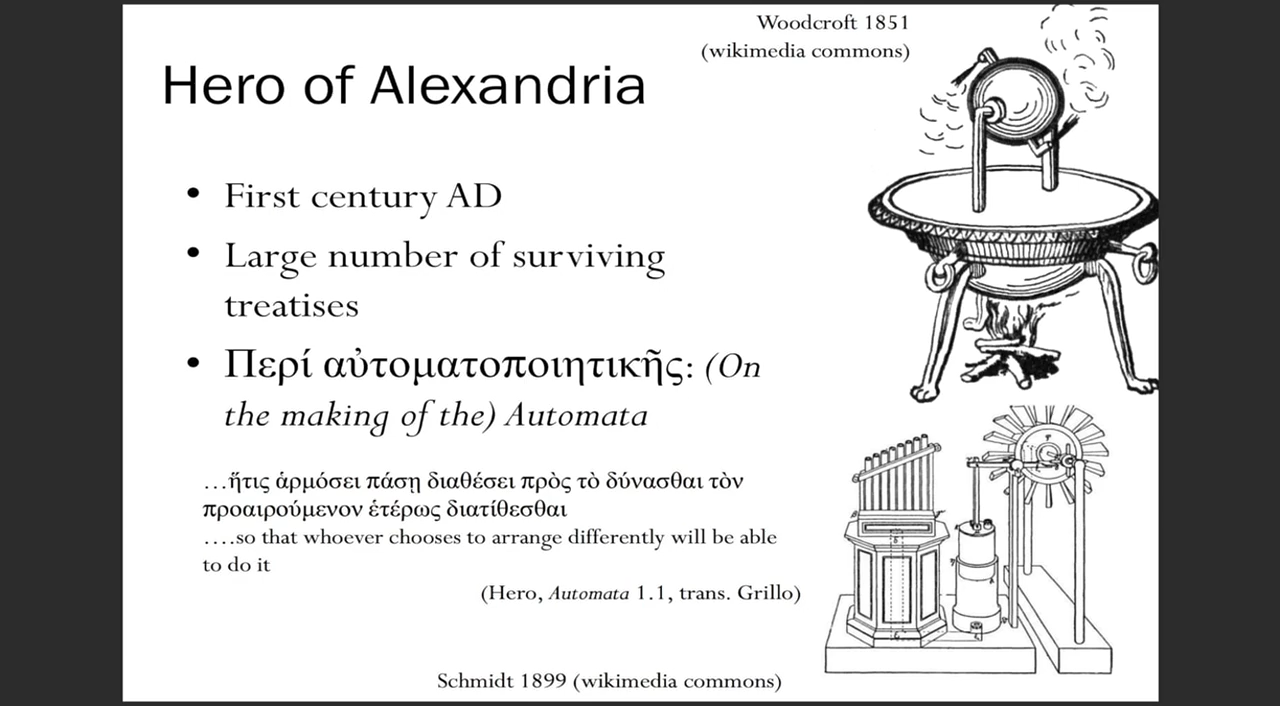 Woodcroft 1851
(wikimedia commons)
Hero of Alexandria
• First century AD
• Large number of surviving
treatises
• Περί αὐτοματοποιητικῆς: (On
the making of the) Automata
…ἥτις ἁρμόσει πάσῃ διαθέσει πρὸς τὸ δύνασθαι τὸν
προαιρούμενον ἑτέρως διατίθεσθαι
….so that whoever chooses to arrange differently will be able
to do it
(Hero, Automata 1.1, trans. Grillo)
Schmidt 1899 (wikimedia commons)